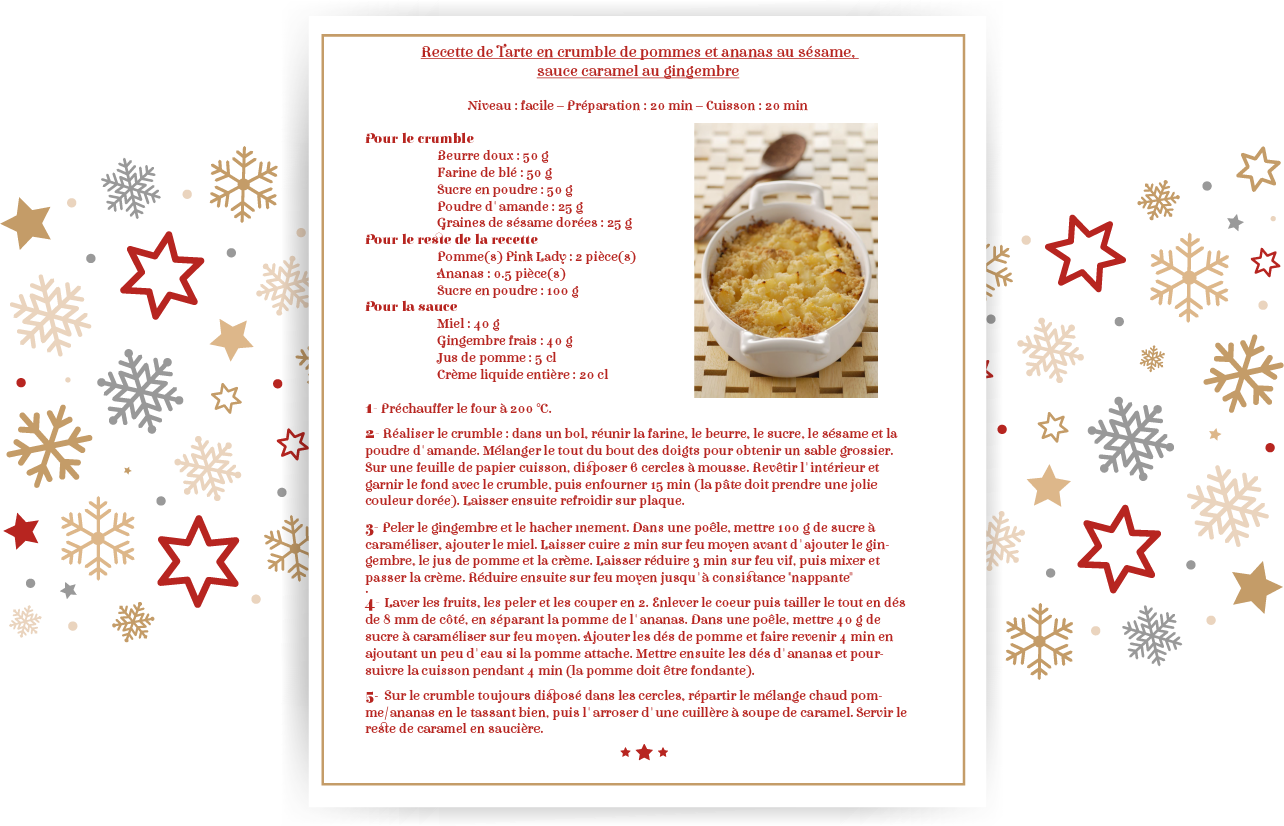 Recette de Tarte en crumble de pommes et ananas au sésame,
sauce caramel au gingembre
Niveau : facile – Préparation : 20 min – Cuisson : 20 min
Pour le crumble
Beurre doux : 50 g
Farine de blé : 50 g
Sucre en poudre : 50 g
Poudre d'amande : 25 g
Graines de sésame dorées : 25 g
Pour le reste de la recette
Pomme(s) Pink Lady : 2 pièce(s)
Ananas : 0.5 pièce(s)
Sucre en poudre : 100 g
Pour la sauce
Miel : 40 g
Gingembre frais : 40 g
Jus de pomme : 5 cl
Crème liquide entière : 20 cl
1- Préchauffer le four à 200 °C.
2- Réaliser le crumble : dans un bol, réunir la farine, le beurre, le sucre, le sésame et la
poudre d'amande. Mélanger le tout du bout des doigts pour obtenir un sable grossier.
Sur une feuille de papier cuisson, disposer 6 cercles à mousse. Revêtir l'intérieur et
garnir le fond avec le crumble, puis enfourner 15 min (la pâte doit prendre une jolie
couleur dorée). Laisser ensuite refroidir sur plaque.
3- Peler le gingembre et le hacher inement. Dans une poêle, mettre 100 g de sucre à
caraméliser, ajouter le miel. Laisser cuire 2 min sur feu moyen avant d'ajouter le gin-
gembre, le jus de pomme et la crème. Laisser réduire 3 min sur feu vif, puis mixer et
passer la crème. Réduire ensuite sur feu moyen jusqu'à consistance "nappante"
.
4- Laver les fruits, les peler et les couper en 2. Enlever le coeur puis tailler le tout en dés
de 8 mm de côté, en séparant la pomme de l'ananas. Dans une poêle, mettre 40 g de
sucre à caraméliser sur feu moyen. Ajouter les dés de pomme et faire revenir 4 min en
ajoutant un peu d'eau si la pomme attache. Mettre ensuite les dés d'ananas et pour-
suivre la cuisson pendant 4 min (la pomme doit être fondante).
5- Sur le crumble toujours disposé dans les cercles, répartir le mélange chaud pom-
me/ananas en le tassant bien, puis l'arroser d'une cuillère à soupe de caramel. Servir le
reste de caramel en saucière.